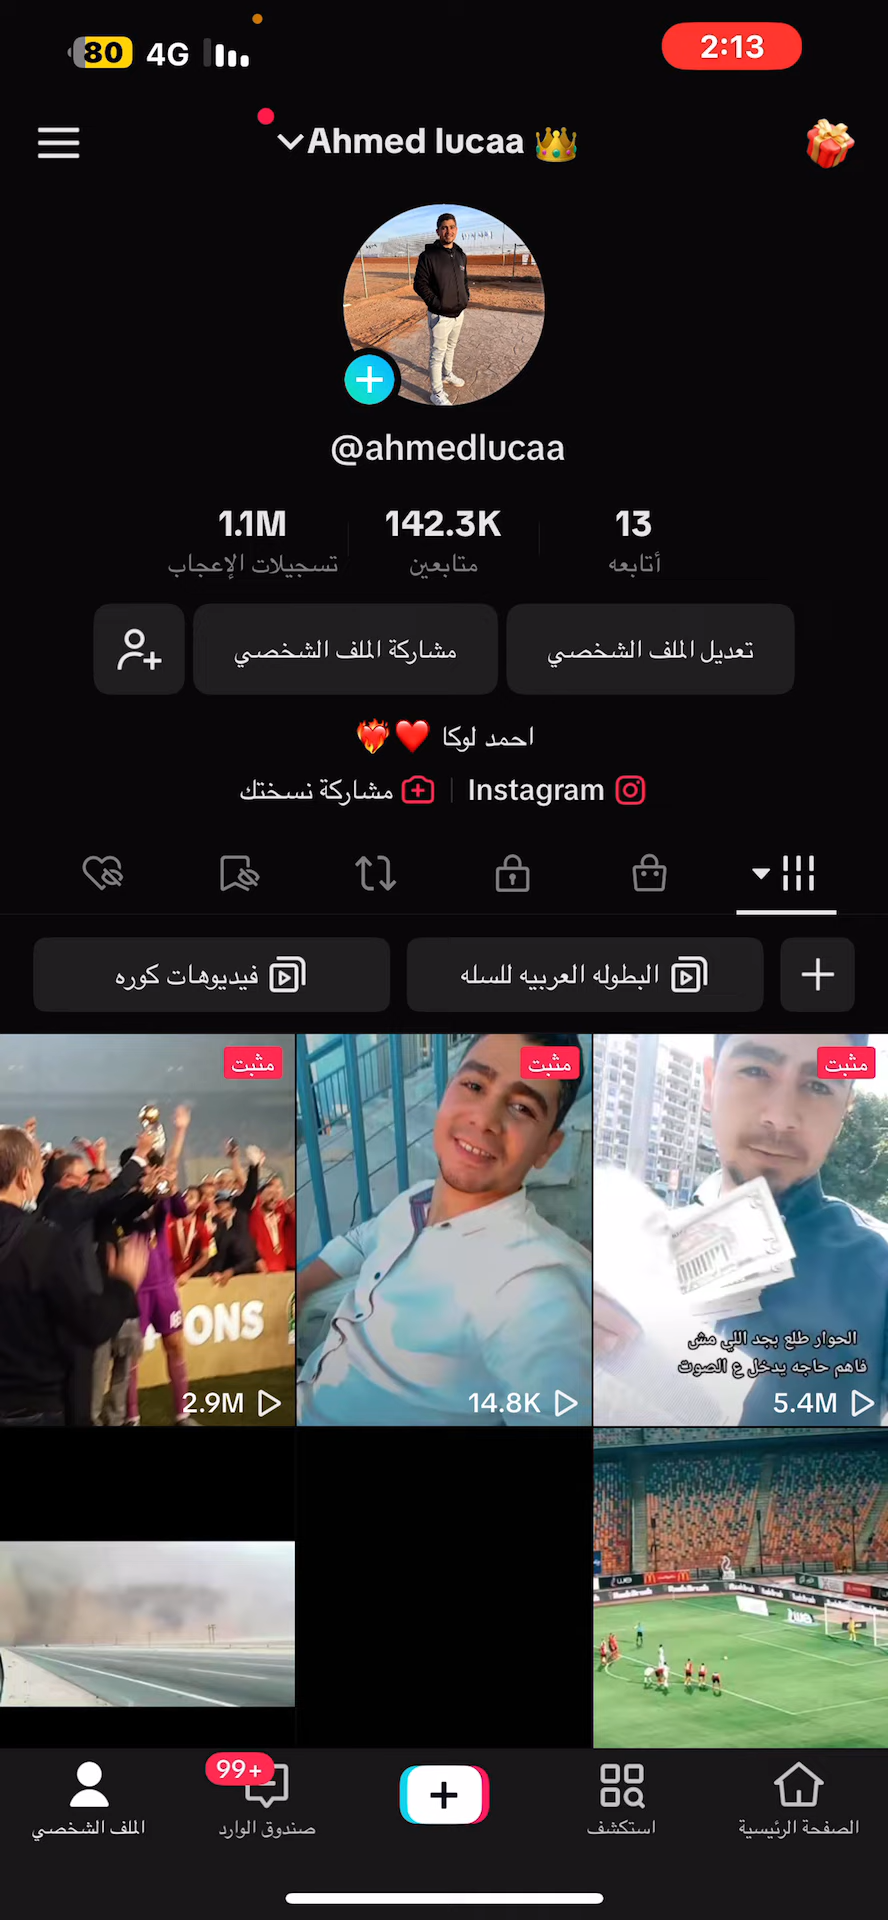 80 4G 2:13
Ahmed lucaa
@ahmedlucaa
13 142.3K 1.1M
أتابعه متابعين تسجيلات الإعجاب
تعديل الملف الشخصي مشاركة الملف الشخصي
احمد لوكا
Instagram مشاركة نسختك
البطوله العربيه للسله فيديوهات كوره
مثبت مثبت مثبت
ONS
الحوار طلع بجد اللي مش
فاهم حاجه يدخل ع الصوت
5.4M 14.8K 2.9M
99+
الصفحة الرئيسية استكشف صندوق الوارد الملف الشخصي